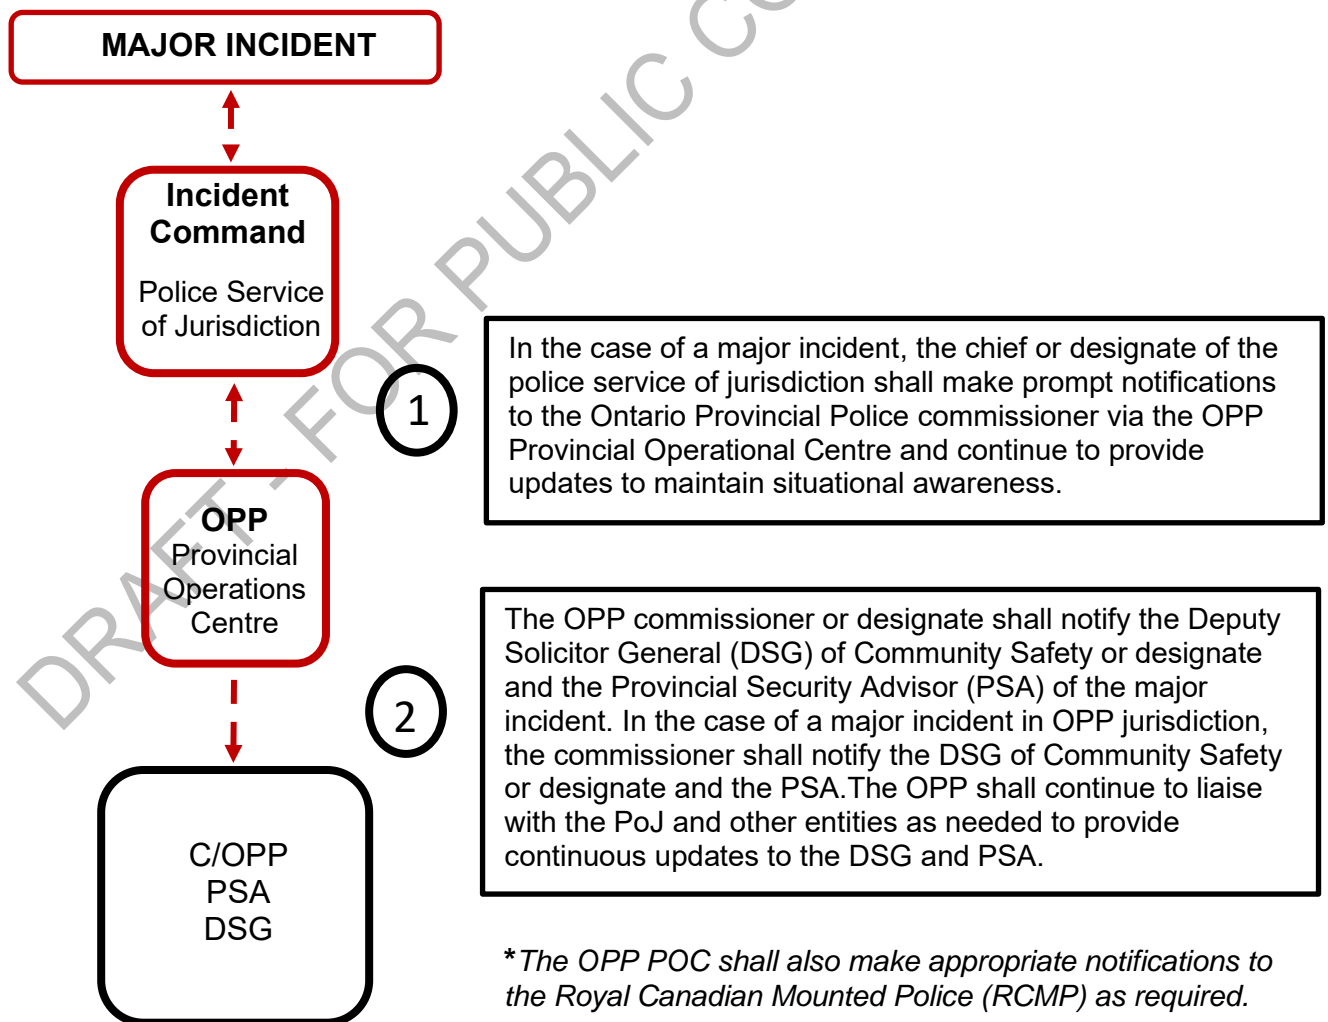 MAJOR INCIDENT
Incident
Command
Police Service
of Jurisdiction
1
In the case of a major incident, the chief or designate of the
police service of jurisdiction shall make prompt notifications
to the Ontario Provincial Police commissioner via the OPP
Provincial Operational Centre and continue to provide
updates to maintain situational awareness.
OPP
Provincial
Operations
Centre
2
The OPP commissioner or designate shall notify the Deputy
Solicitor General (DSG) of Community Safety or designate
and the Provincial Security Advisor (PSA) of the major
incident. In the case of a major incident in OPP jurisdiction,
the commissioner shall notify the DSG of Community Safety
or designate and the PSA.The OPP shall continue to liaise
with the PoJ and other entities as needed to provide
continuous updates to the DSG and PSA.
C/OPP
PSA
DSG
*The OPP POC shall also make appropriate notifications to
the Royal Canadian Mounted Police (RCMP) as required.
DRAFT - FOR PUBLIC